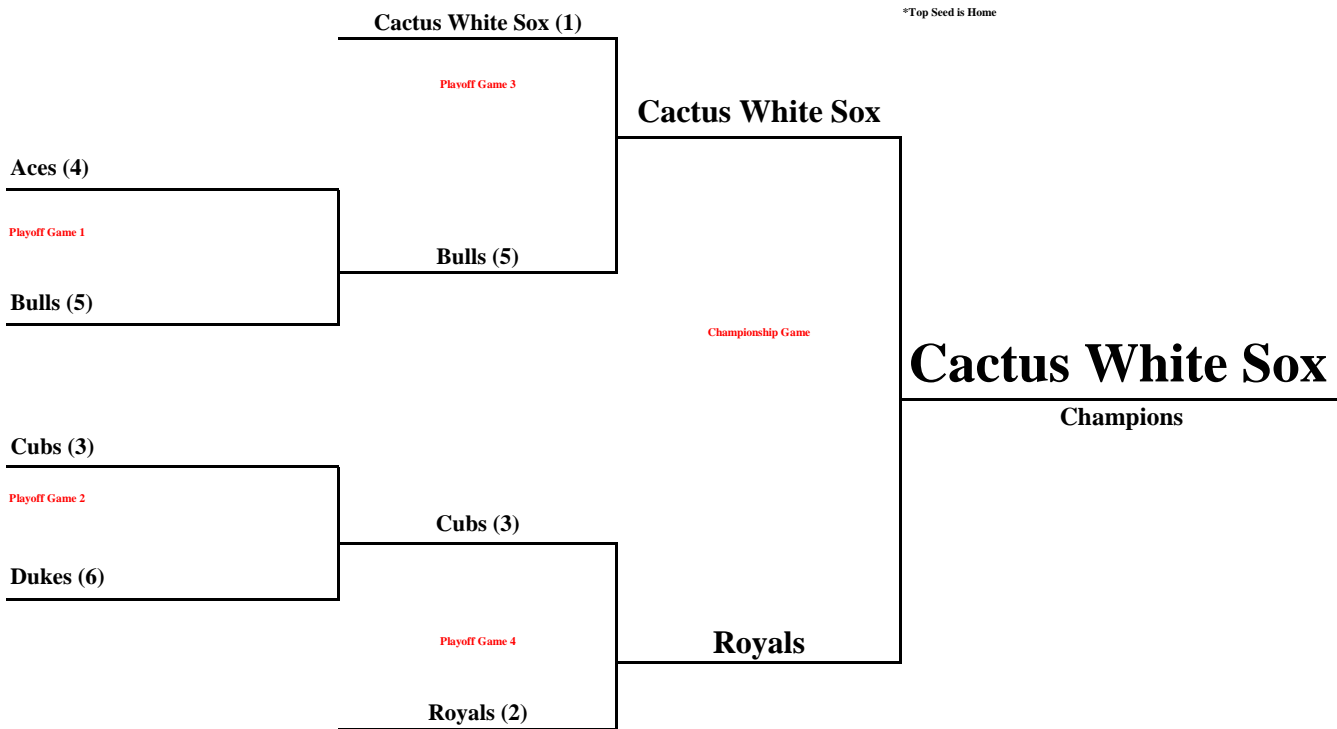 *Top Seed is Home
Cactus White Sox (1)
Playoff Game 3
Cactus White Sox
Aces (4)
Playoff Game 1
Bulls (5)
Bulls (5)
Championship Game
Cactus White Sox
Champions
Cubs (3)
Playoff Game 2
Cubs (3)
Dukes (6)
Playoff Game 4
Royals
Royals (2)